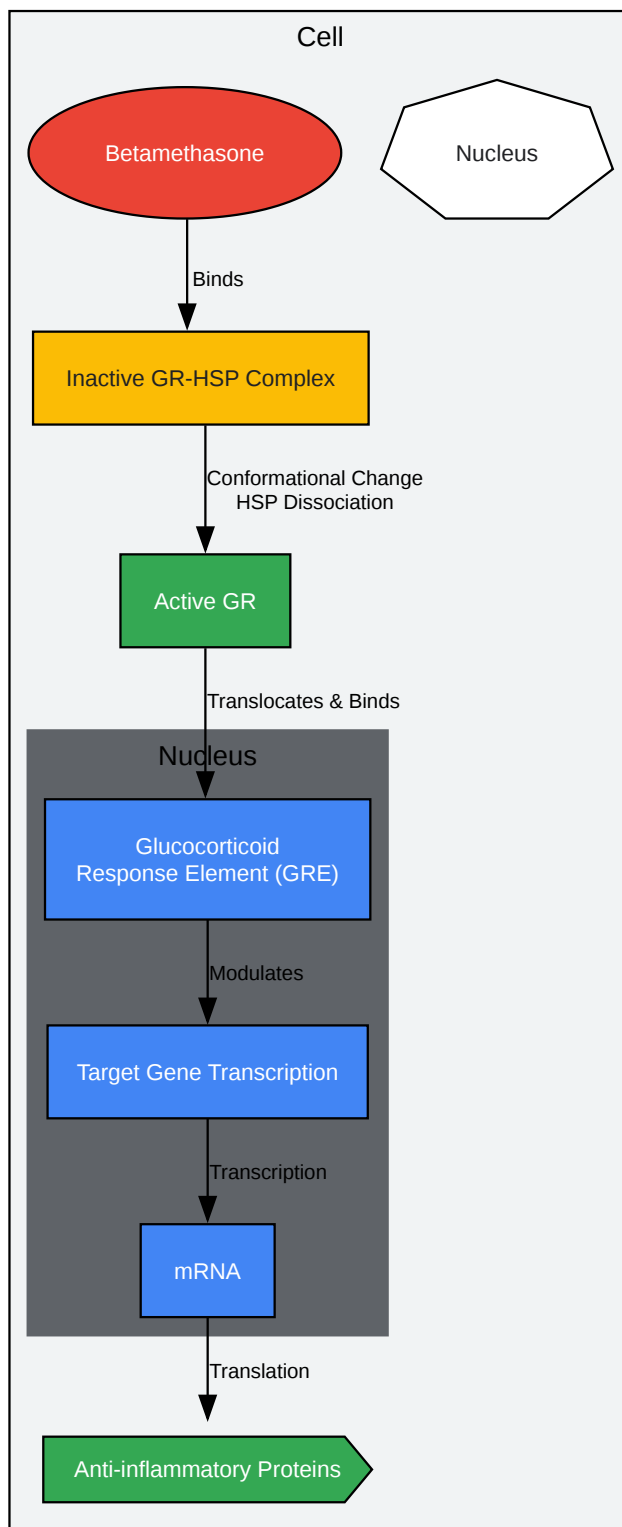 Cell
Betamethasone
Nucleus
Binds
Inactive GR-HSP Complex
Conformational Change
HSP Dissociation
Active GR
Translocates & Binds
Nucleus
Glucocorticoid
Response Element (GRE)
Modulates
Target Gene Transcription
Transcription
mRNA
Translation
Anti-inflammatory Proteins